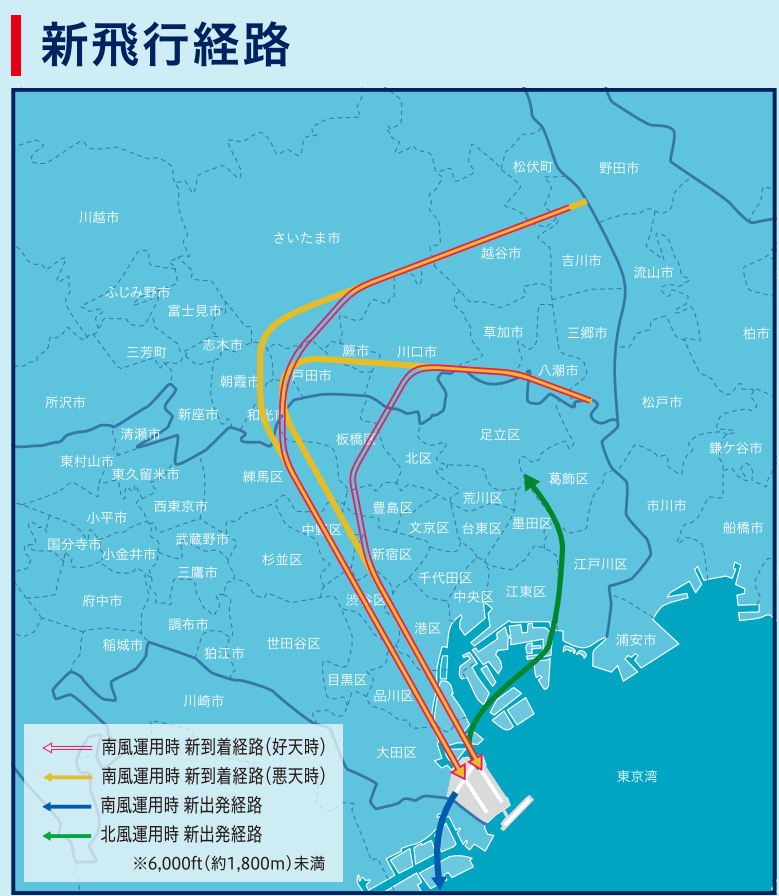 新飛行経路
松伏町
野田市
川越市
さいたま市
越谷市
吉川市
流山市
ふじみ野市
富士見市
草加市
三郷市
柏市
三芳町
志木市
蕨市
川口市
八潮市
朝霞市
戸田市
所沢市
新座市
和光市
松戸市
清瀬市
板橋区
足立区
東村山市
東久留米市
練馬区
北区
葛飾区
鎌ケ谷市
西東京市
豊島区
荒川区
市川市
小平市
中野区
文京区
台東区
墨田区
船橋市
国分寺市
小金井市
武蔵野市
杉並区
新宿区
江戸川区
三鷹市
千代田区
府中市
渋谷区
中央区
江東区
調布市
港区
稲城市
狛江市
世田谷区
浦安市
目黒区
川崎市
品川区
大田区
東京湾
南風運用時 新到着経路(好天時)
南風運用時 新到着経路(悪天時)
南風運用時 新出発経路
北風運用時 新出発経路
※6,000ft(約1,800m)未満